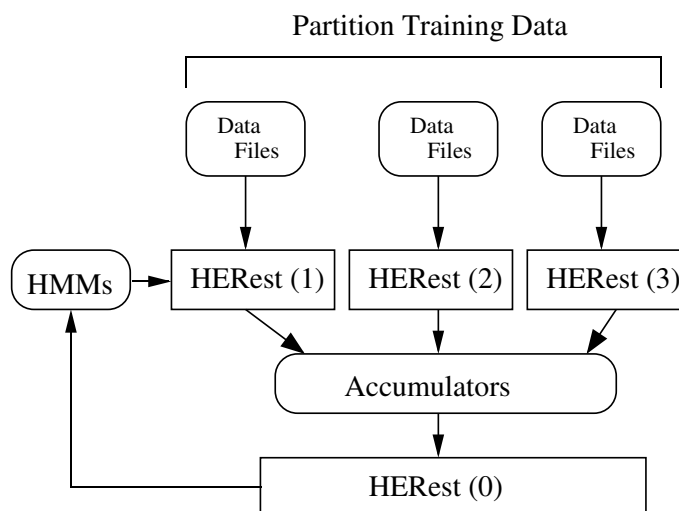 Partition Training Data
Data
Files
Data
Files
Data
Files
HMMs
HERest (1)
HERest (2)
HERest (3)
Accumulators
HERest (0)